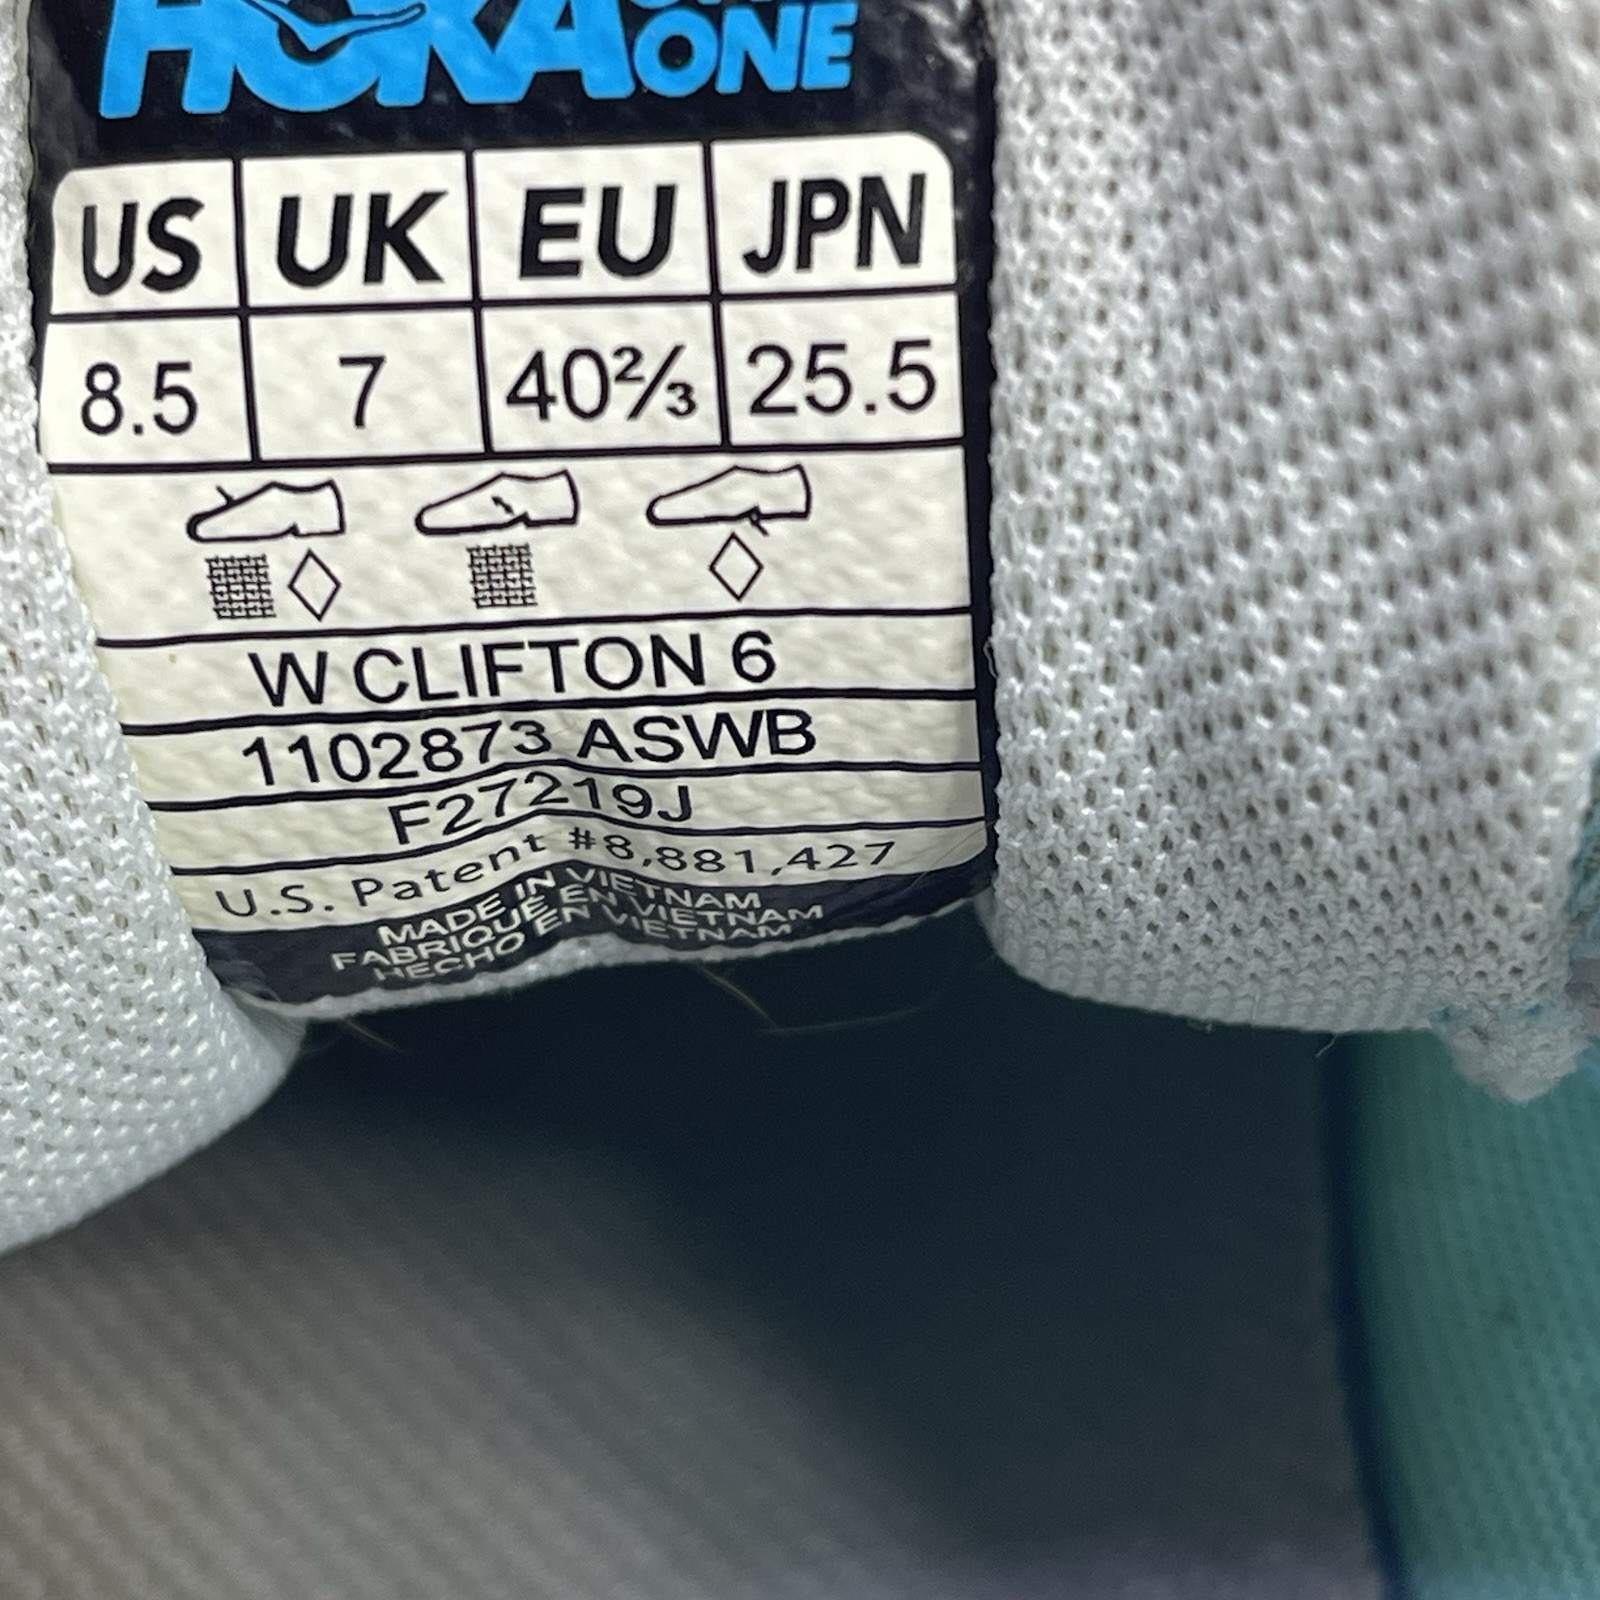 HOKA
ONE
US UK EU JPN
8.5 7 40⅔ 25.5
W CLIFTON 6
1102873 ASWB
F27219J
U.S. Patent #8,881,427
MADE IN VIETNAM
FABRIQUÉ EN VIETNAM
HECHO EN VIETNAM